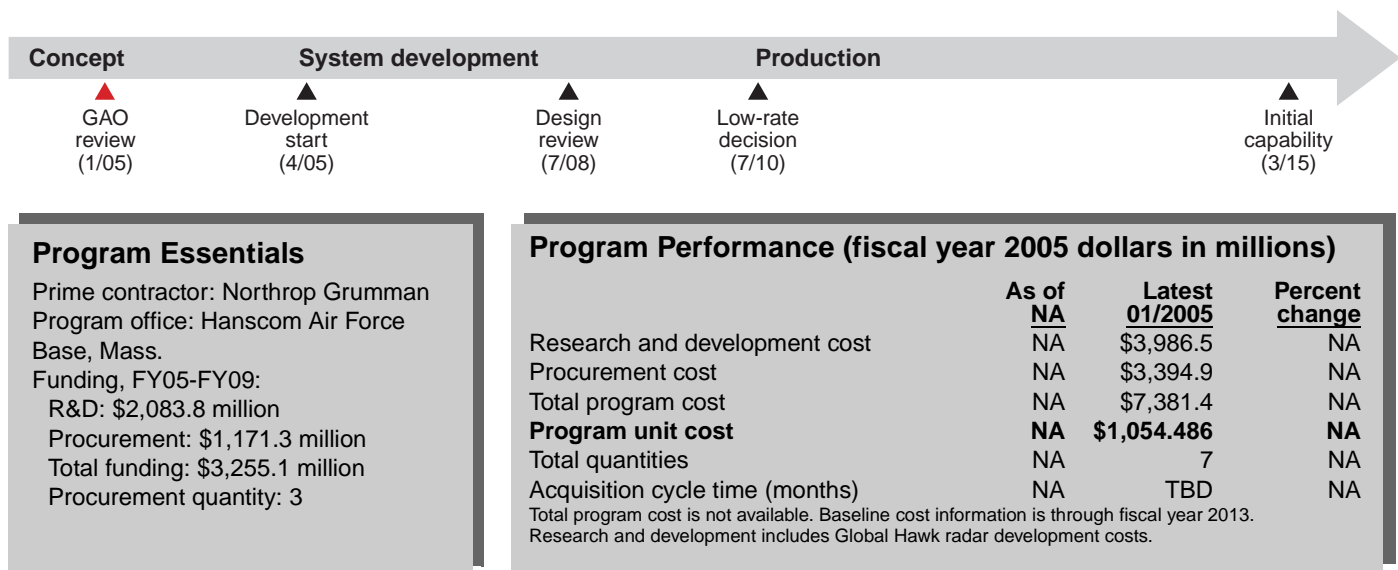 Concept System development Production
GAO review (1/05)
Development start (4/05)
Design review (7/08)
Low-rate decision (7/10)
Initial capability (3/15)
Program Essentials
Prime contractor: Northrop Grumman
Program office: Hanscom Air Force
Base, Mass.
Funding, FY05-FY09:
R&D: $2,083.8 million
Procurement: $1,171.3 million
Total funding: $3,255.1 million
Procurement quantity: 3
Program Performance (fiscal year 2005 dollars in millions)
As of Latest Percent
NA 01/2005 change
Research and development cost NA $3,986.5 NA
Procurement cost NA $3,394.9 NA
Total program cost NA $7,381.4 NA
Program unit cost NA $1,054.486 NA
Total quantities NA 7 NA
Acquisition cycle time (months) NA TBD NA
Total program cost is not available. Baseline cost information is through fiscal year 2013.
Research and development includes Global Hawk radar development costs.